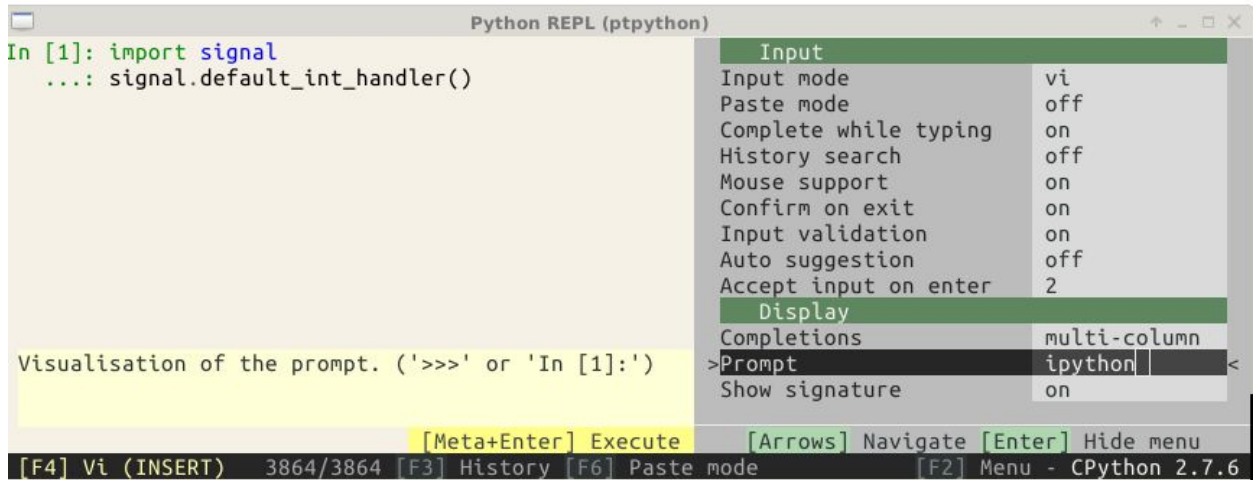 Python REPL (ptpython)
In [1]: import signal
...: signal.default_int_handler()
Visualisation of the prompt. ('>>>' or 'In [1]:')
[Meta+Enter] Execute
Input
Input mode vi
Paste mode off
Complete while typing on
History search off
Mouse support on
Confirm on exit on
Input validation on
Auto suggestion off
Accept input on enter 2
Display
Completions multi-column
>Prompt ipython <
Show signature on
[Arrows] Navigate [Enter] Hide menu
[F4] Vi (INSERT) 3864/3864 [F3] History [F6] Paste mode [F2] Menu - CPython 2.7.6